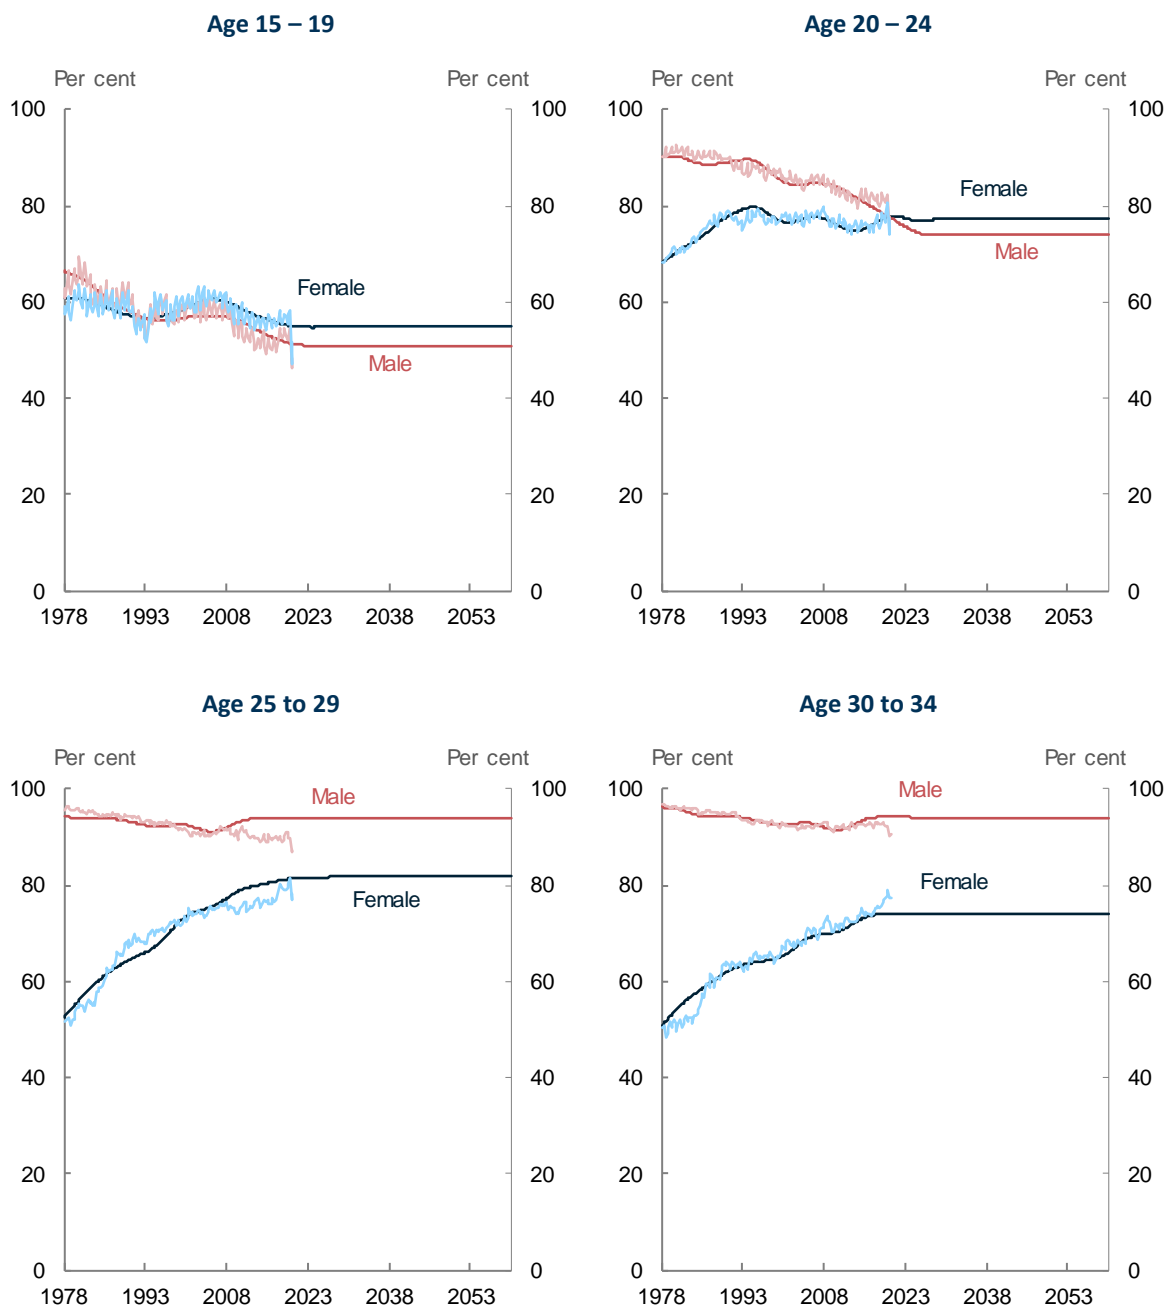 Age 15 – 19
Per cent Per cent
100 100
80 80
Female
60 60
Male
40 40
20 20
0 0
1978 1993 2008 2023 2038 2053
Age 20 – 24
Per cent Per cent
100 100
Female
80 80
Male
60 60
40 40
20 20
0 0
1978 1993 2008 2023 2038 2053
Age 25 to 29
Per cent Per cent
100 100
Male
80 80
Female
60 60
40 40
20 20
0 0
1978 1993 2008 2023 2038 2053
Age 30 to 34
Per cent Per cent
100 100
Male
80 80
Female
60 60
40 40
20 20
0 0
1978 1993 2008 2023 2038 2053